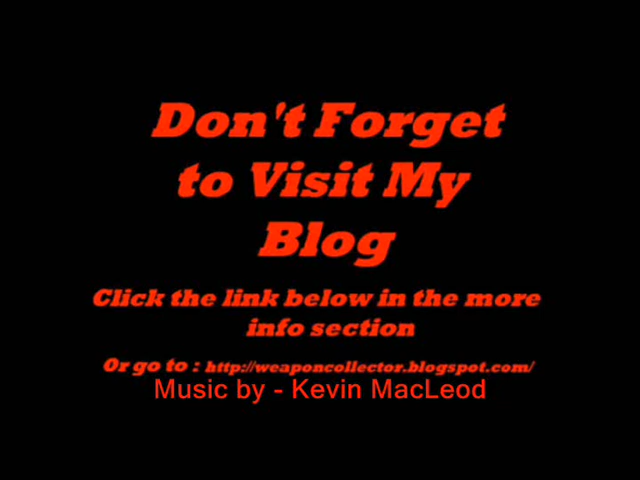 Don't Forget
to Visit My
Blog
Click the link below in the more
info section
Or go to : http://weaponcollector.blogspot.com/
Music by - Kevin MacLeod